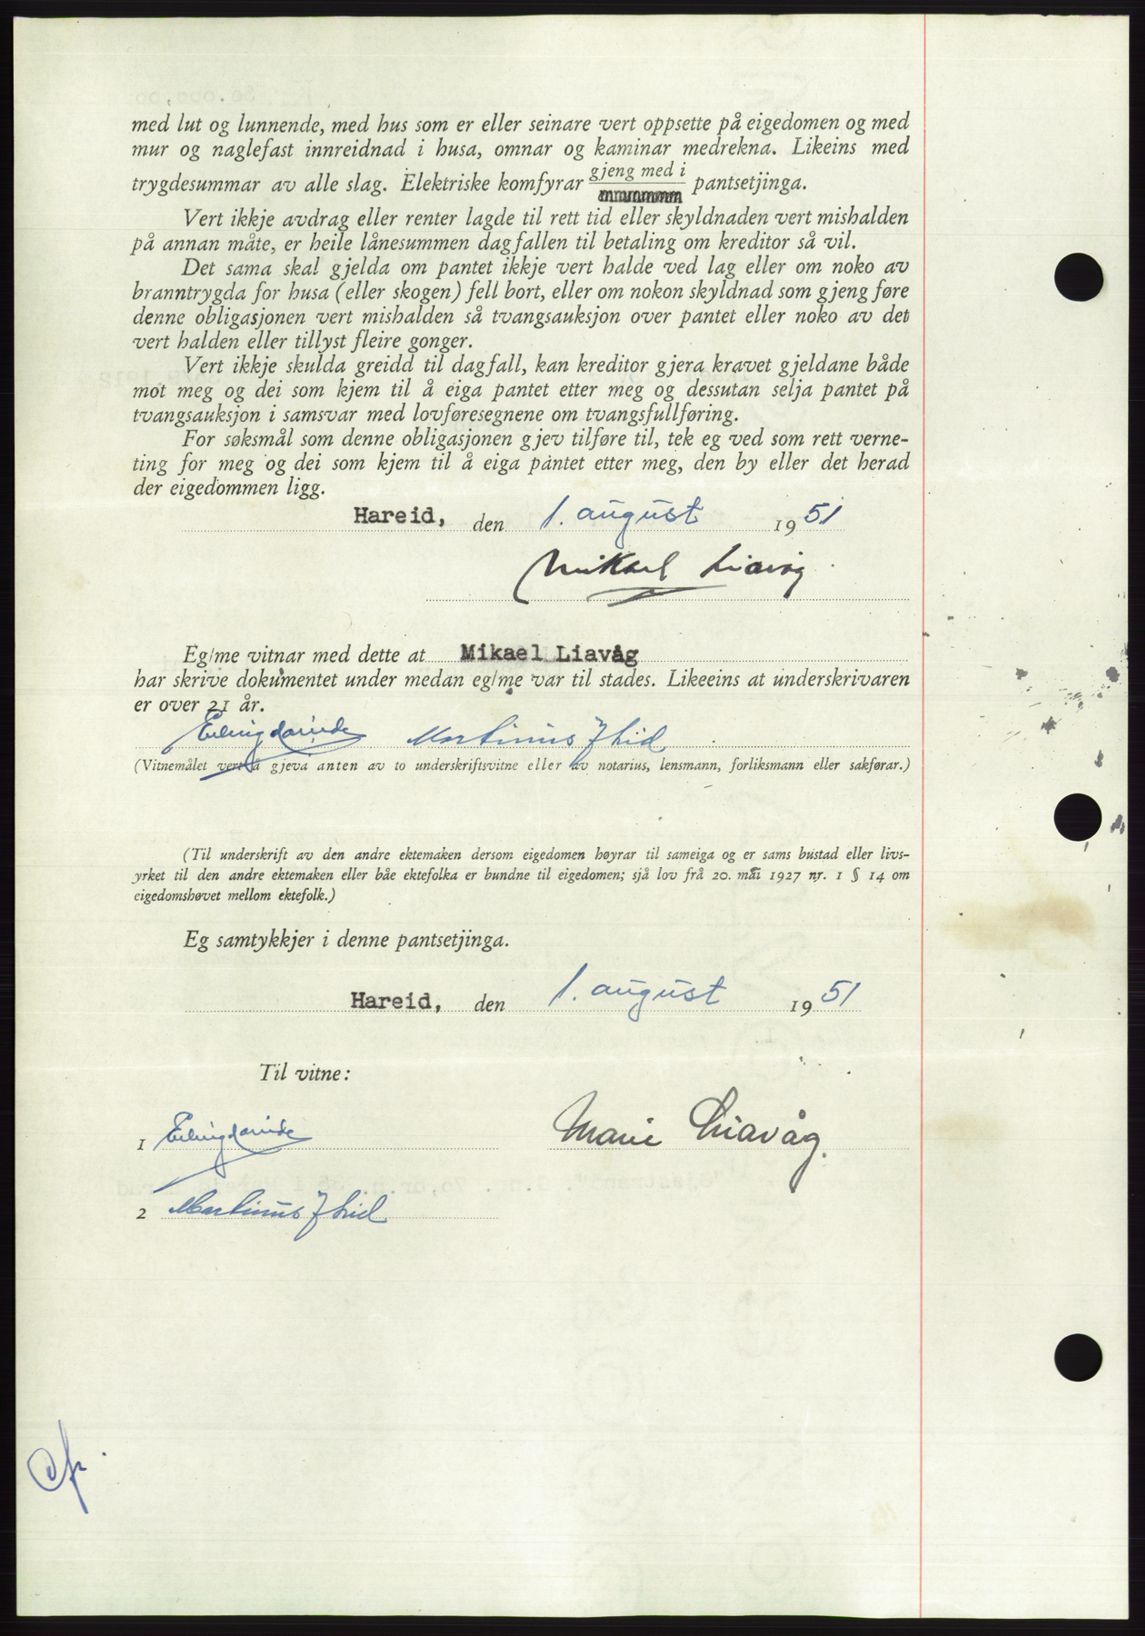 med lut og lunnende, med hus som er eller seinare vert oppsette på eigedomen og med
mur og naglefast innreidnad i husa, omnar og kaminar medrekna. Likeins med
trygdesummar av alle slag. Elektriske komfyrar gjeng med i pantsetjinga.
Vert ikkje avdrag eller renter lagde til rett tid eller skyldnaden vert mishalden
på annan måte, er heile lånesummen dagfallen til betaling om kreditor så vil.
Det sama skal gjelda om pantet ikkje vert halde ved lag eller om noko av
branntrygda for husa (eller skogen) fell bort, eller om nokon skyldnad som gjeng føre
denne obligasjonen vert mishalden så tvangsauksjon over pantet eller noko av det
vert halden eller tillyst fleire gonger.
Vert ikkje skulda greidd til dagfall, kan kreditor gjera kravet gjeldane både
mot meg og dei som kjem til å eiga pantet etter meg og dessutan selja pantet på
tvangsauksjon i samsvar med lovføresegnene om tvangsfullføring.
For søksmål som denne obligasjonen gjev tilføre til, tek eg ved som rett verne-
ting for meg og dei som kjem til å eiga pantet etter meg, den by eller det herad
der eigedommen ligg.
Hareid, den 1. august 1951
Mikael Liavåg
Eg/me vitnar med dette at Mikael Liavåg
har skrive dokumentet under medan eg/me var til stades. Likeeins at underskrivaren
er over 21 år.
Martinus J Liid
(Vitnemålet vert å gjeva anten av to underskriftsvitne eller av notarius, lensmann, forliksmann eller sakførar.)
(Til underskrift av den andre ektemaken dersom eigedomen høyrar til sameiga og er sams bustad eller livs-
yrket til den andre ektemaken eller båe ektefolka er bundne til eigedomen; sjå lov frå 20. mai 1927 nr. 1 § 14 om
eigedomshøvet mellom ektefolk.)
Eg samtykkjer i denne pantsetjinga.
Hareid, den 1. august 1951
Til vitne:
1
Marie Liavåg.
2 Martinus J Liid